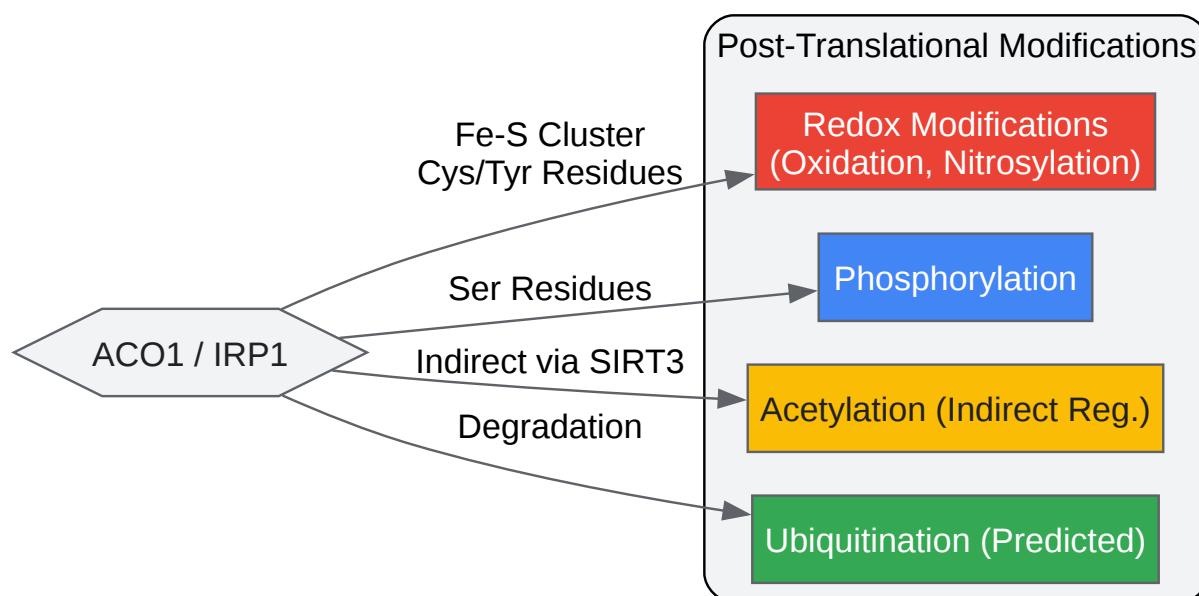 Post-Translational Modifications
Fe-S Cluster
Cys/Tyr Residues
Redox Modifications
(Oxidation, Nitrosylation)
Ser Residues
Phosphorylation
ACO1 / IRP1
Indirect via SIRT3
Acetylation (Indirect Reg.)
Degradation
Ubiquitination (Predicted)